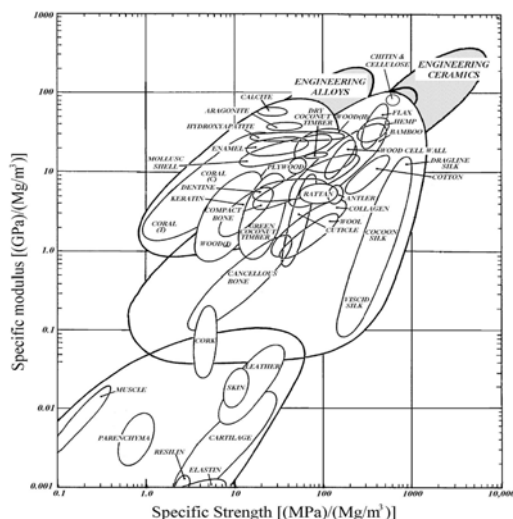 1000
100
10
1.0
0.1
0.01
0.001
Specific modulus [(GPa)/(Mg/m³)]
ENGINEERING
ALLOYS
CHITIN &
CELLULOSE
ENGINEERING
CERAMICS
CALCITE
ARAGONITE
HYDROXYAPATITE
DRY
COCONUT
TIMBER
WOOD(II)
FLAX
HEMP
BAMBOO
ENAMEL
WOOD CELL WALL
MOLLUSC
SHELL
PLYWOOD
DRAGLINE
SILK
COTTON
CORAL
(C)
DENTINE
KERATIN
RATTAN
ANTLER
COLLAGEN
COMPACT
BONE
WOOL
CUTICLE
CORAL
(T)
GREEN
COCONUT
TIMBER
COCOON
SILK
CANCELLOUS
BONE
VISCID
SILK
CORK
LEATHER
SKIN
MUSCLE
PARENCHYMA
CARTILAGE
RESILIN
ELASTIN
0.1
1.0
10
100
1000
10,000
Specific Strength [(MPa)/(Mg/m³)]